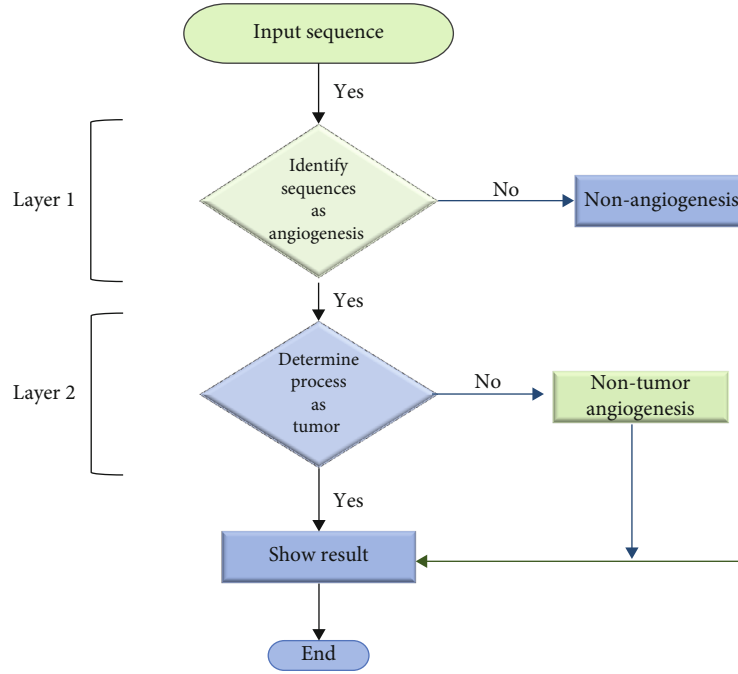 Input sequence
Yes
Layer 1
Identify
sequences
as
angiogenesis
No
Non-angiogenesis
Yes
Layer 2
Determine
process
as
tumor
No
Non-tumor
angiogenesis
Yes
Show result
End